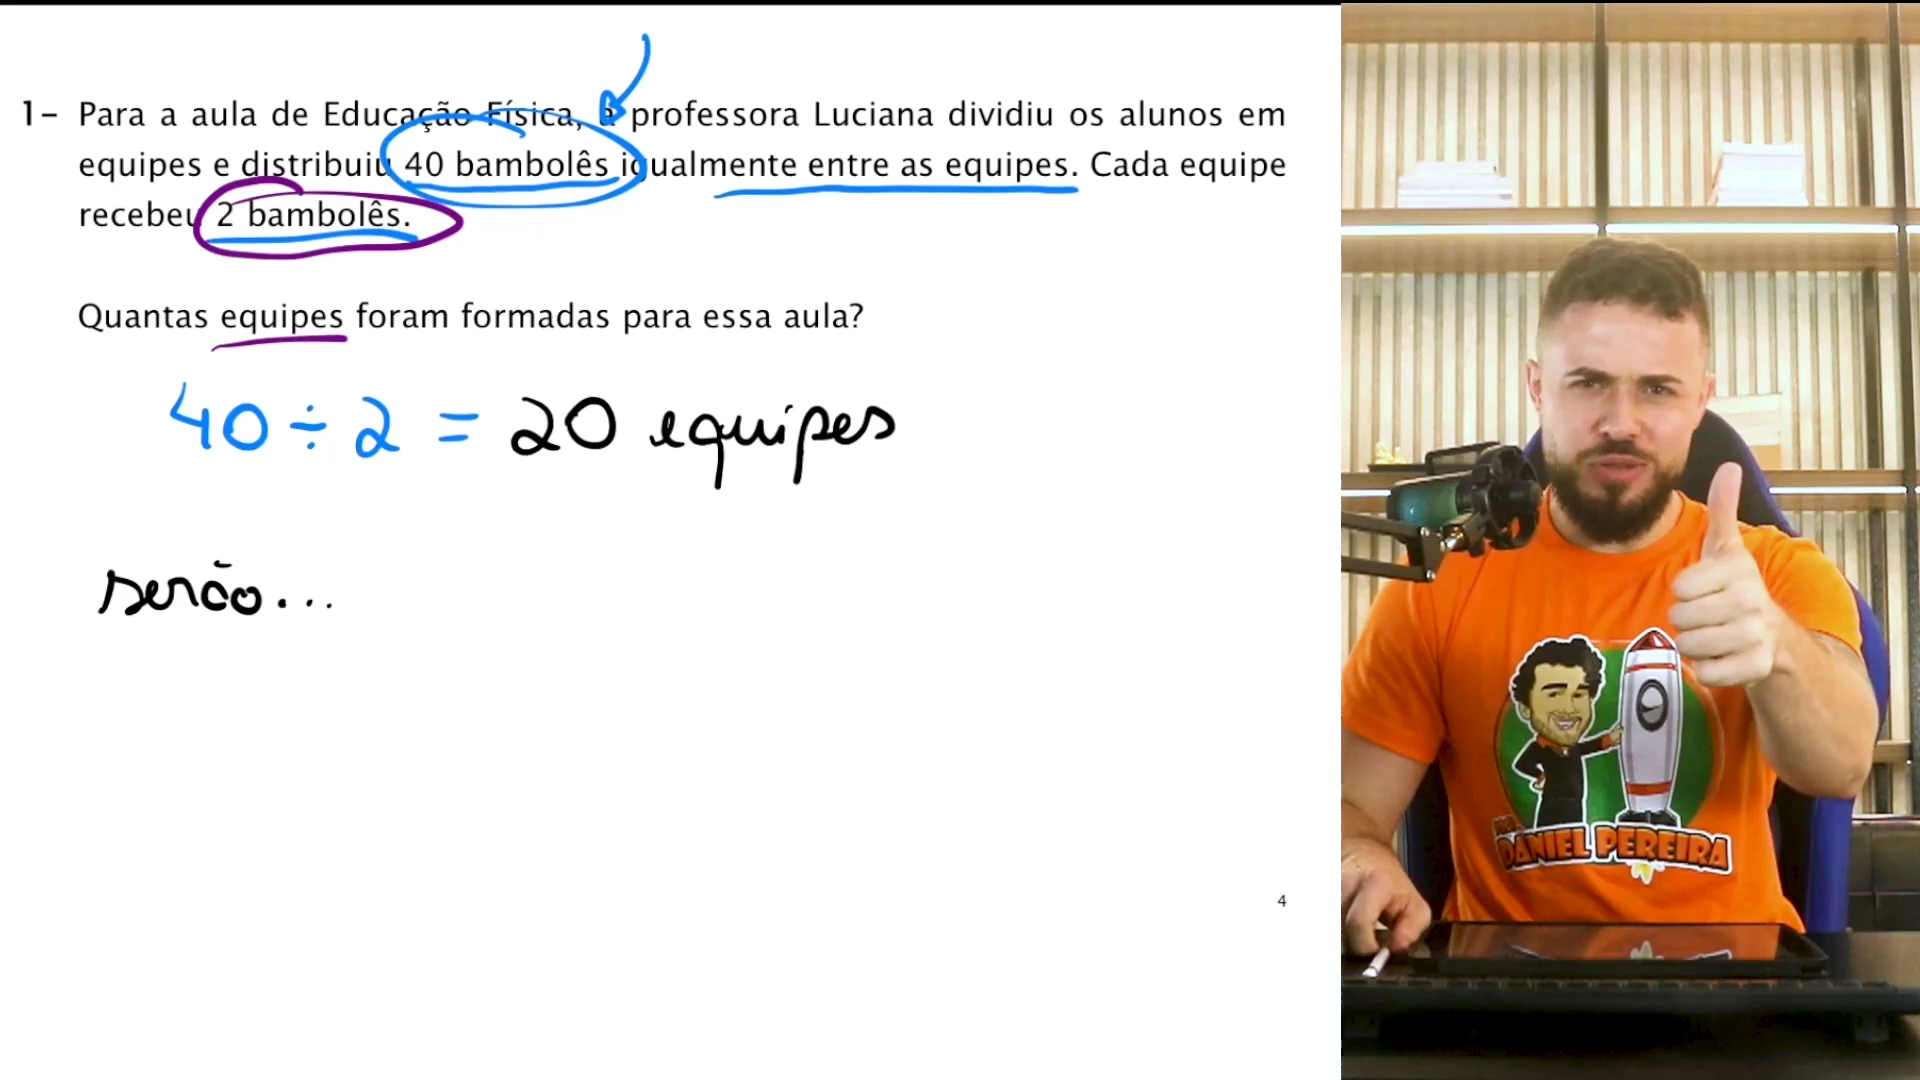 1- Para a aula de Educação Física, a professora Luciana dividiu os alunos em
equipes e distribuiu 40 bambolês igualmente entre as equipes. Cada equipe
recebeu 2 bambolês.
Quantas equipes foram formadas para essa aula?
40 ÷ 2 = 20 equipes
serão...
4
DANIEL PEREIRA